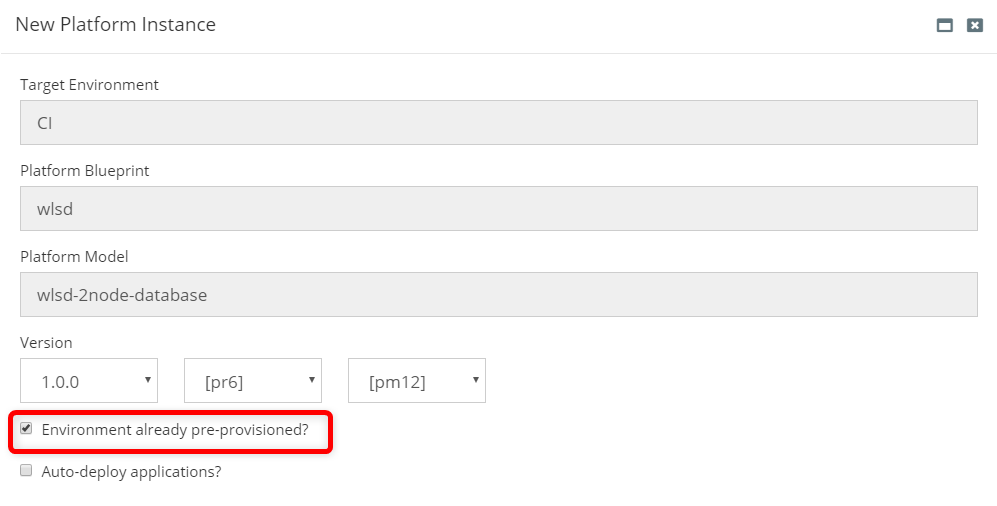 New Platform Instance
Target Environment
CI
Platform Blueprint
wlsd
Platform Model
wlsd-2node-database
Version
1.0.0 [pr6] [pm12]
Environment already pre-provisioned?
Auto-deploy applications?